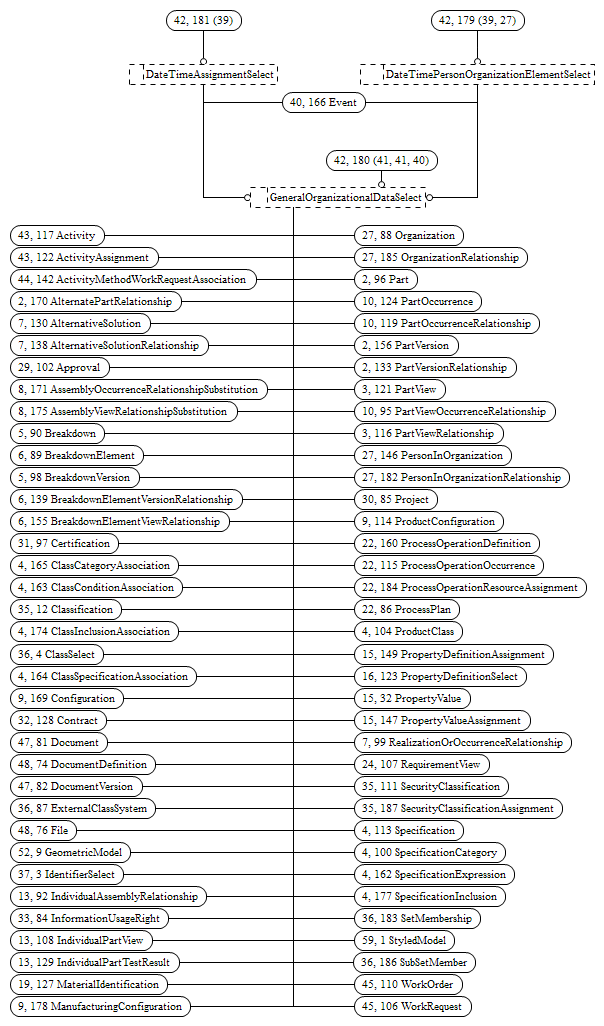 42, 181 (39)
42, 179 (39, 27)
DateTimeAssignmentSelect
DateTimePersonOrganizationElementSelect
40, 166 Event
42, 180 (41, 41, 40)
GeneralOrganizationalDataSelect
43, 117 Activity
27, 88 Organization
43, 122 ActivityAssignment
27, 185 OrganizationRelationship
44, 142 ActivityMethodWorkRequestAssociation
2, 96 Part
2, 170 AlternatePartRelationship
10, 124 PartOccurrence
7, 130 AlternativeSolution
10, 119 PartOccurrenceRelationship
7, 138 AlternativeSolutionRelationship
2, 156 PartVersion
29, 102 Approval
2, 133 PartVersionRelationship
8, 171 AssemblyOccurrenceRelationshipSubstitution
3, 121 PartView
8, 175 AssemblyViewRelationshipSubstitution
10, 95 PartViewOccurrenceRelationship
5, 90 Breakdown
3, 116 PartViewRelationship
6, 89 BreakdownElement
27, 146 PersonInOrganization
5, 98 BreakdownVersion
27, 182 PersonInOrganizationRelationship
6, 139 BreakdownElementVersionRelationship
30, 85 Project
6, 155 BreakdownElementViewRelationship
9, 114 ProductConfiguration
31, 97 Certification
22, 160 ProcessOperationDefinition
4, 165 ClassCategoryAssociation
22, 115 ProcessOperationOccurrence
4, 163 ClassConditionAssociation
22, 184 ProcessOperationResourceAssignment
35, 12 Classification
22, 86 ProcessPlan
4, 174 ClassInclusionAssociation
4, 104 ProductClass
36, 4 ClassSelect
15, 149 PropertyDefinitionAssignment
4, 164 ClassSpecificationAssociation
16, 123 PropertyDefinitionSelect
9, 169 Configuration
15, 32 PropertyValue
32, 128 Contract
15, 147 PropertyValueAssignment
47, 81 Document
7, 99 RealizationOrOccurrenceRelationship
48, 74 DocumentDefinition
24, 107 RequirementView
47, 82 DocumentVersion
35, 111 SecurityClassification
36, 87 ExternalClassSystem
35, 187 SecurityClassificationAssignment
48, 76 File
4, 113 Specification
52, 9 GeometricModel
4, 100 SpecificationCategory
37, 3 IdentifierSelect
4, 162 SpecificationExpression
13, 92 IndividualAssemblyRelationship
4, 177 SpecificationInclusion
33, 84 InformationUsageRight
36, 183 SetMembership
13, 108 IndividualPartView
59, 1 StyledModel
13, 129 IndividualPartTestResult
36, 186 SubSetMember
19, 127 MaterialIdentification
45, 110 WorkOrder
9, 178 ManufacturingConfiguration
45, 106 WorkRequest